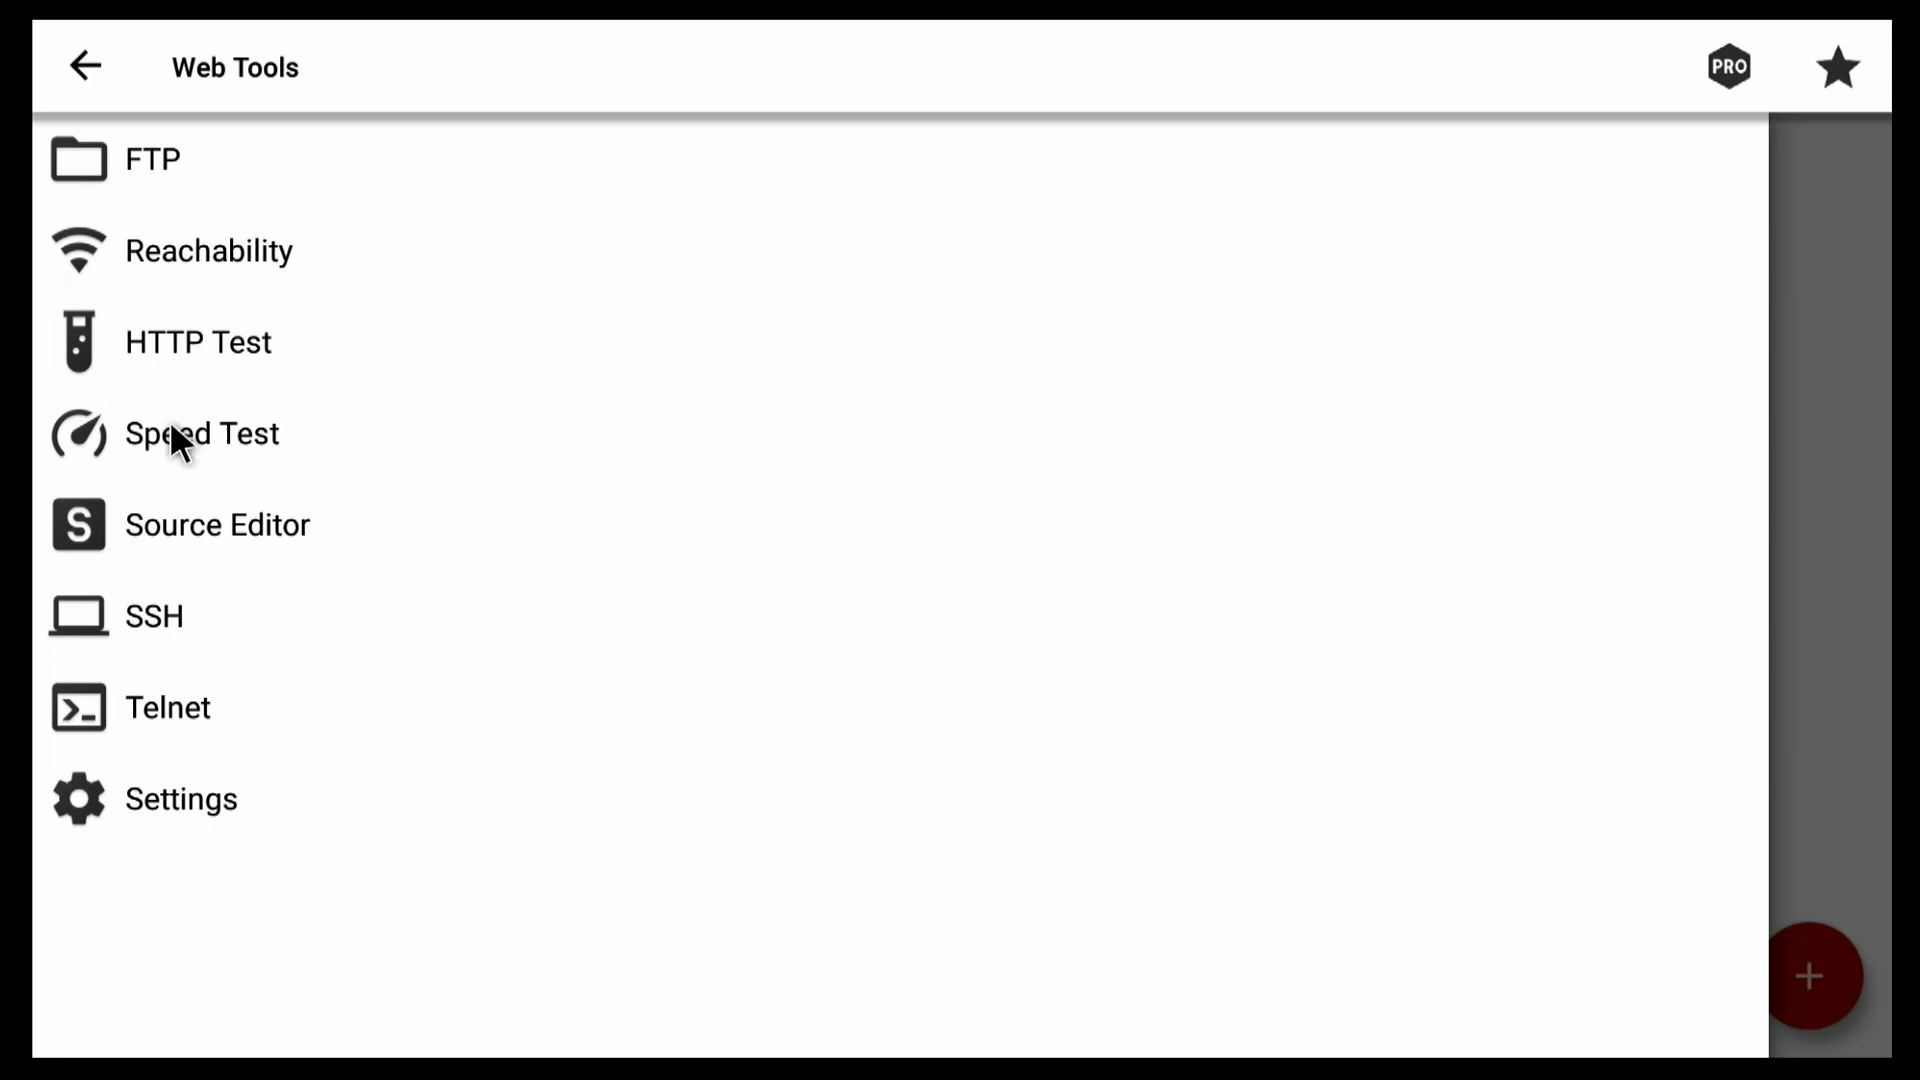 Web Tools
PRO
FTP
Reachability
HTTP Test
Speed Test
S
Source Editor
SSH
Telnet
Settings